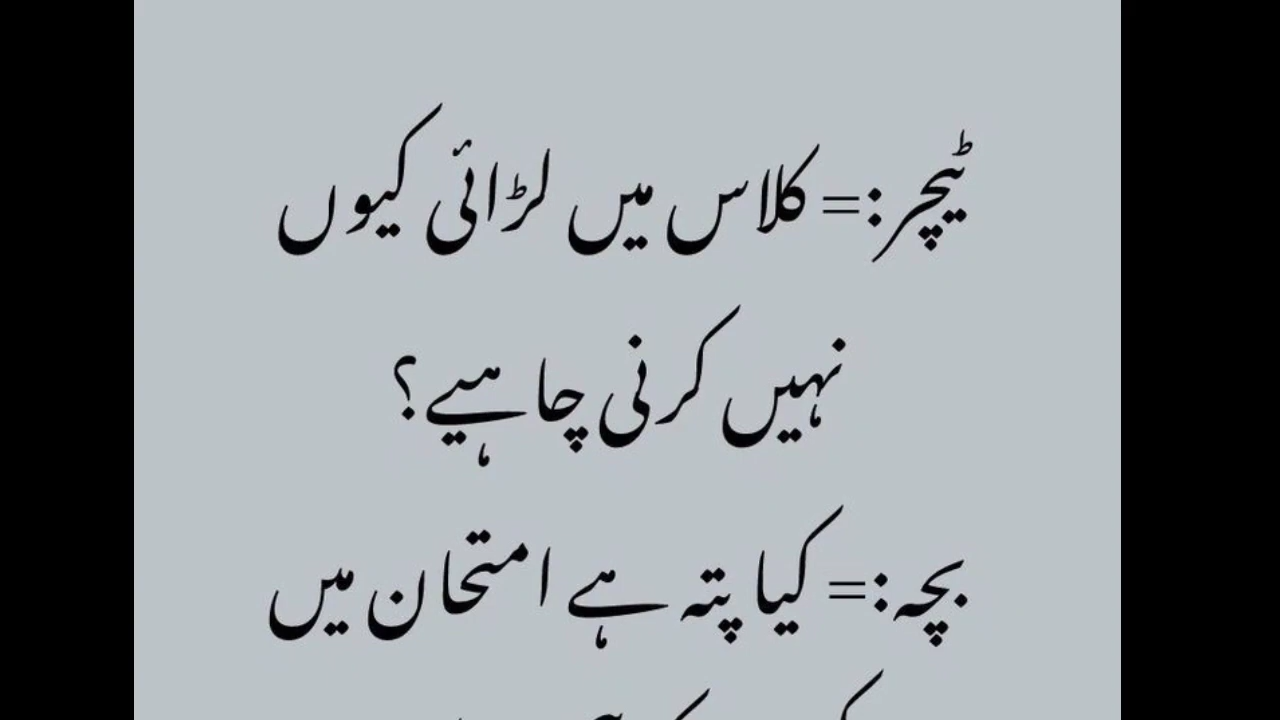 ٹیچر:= کلاس میں لڑائی کیوں
نہیں کرنی چاہیے؟
بچہ:= کیا پتہ ہے امتحان میں